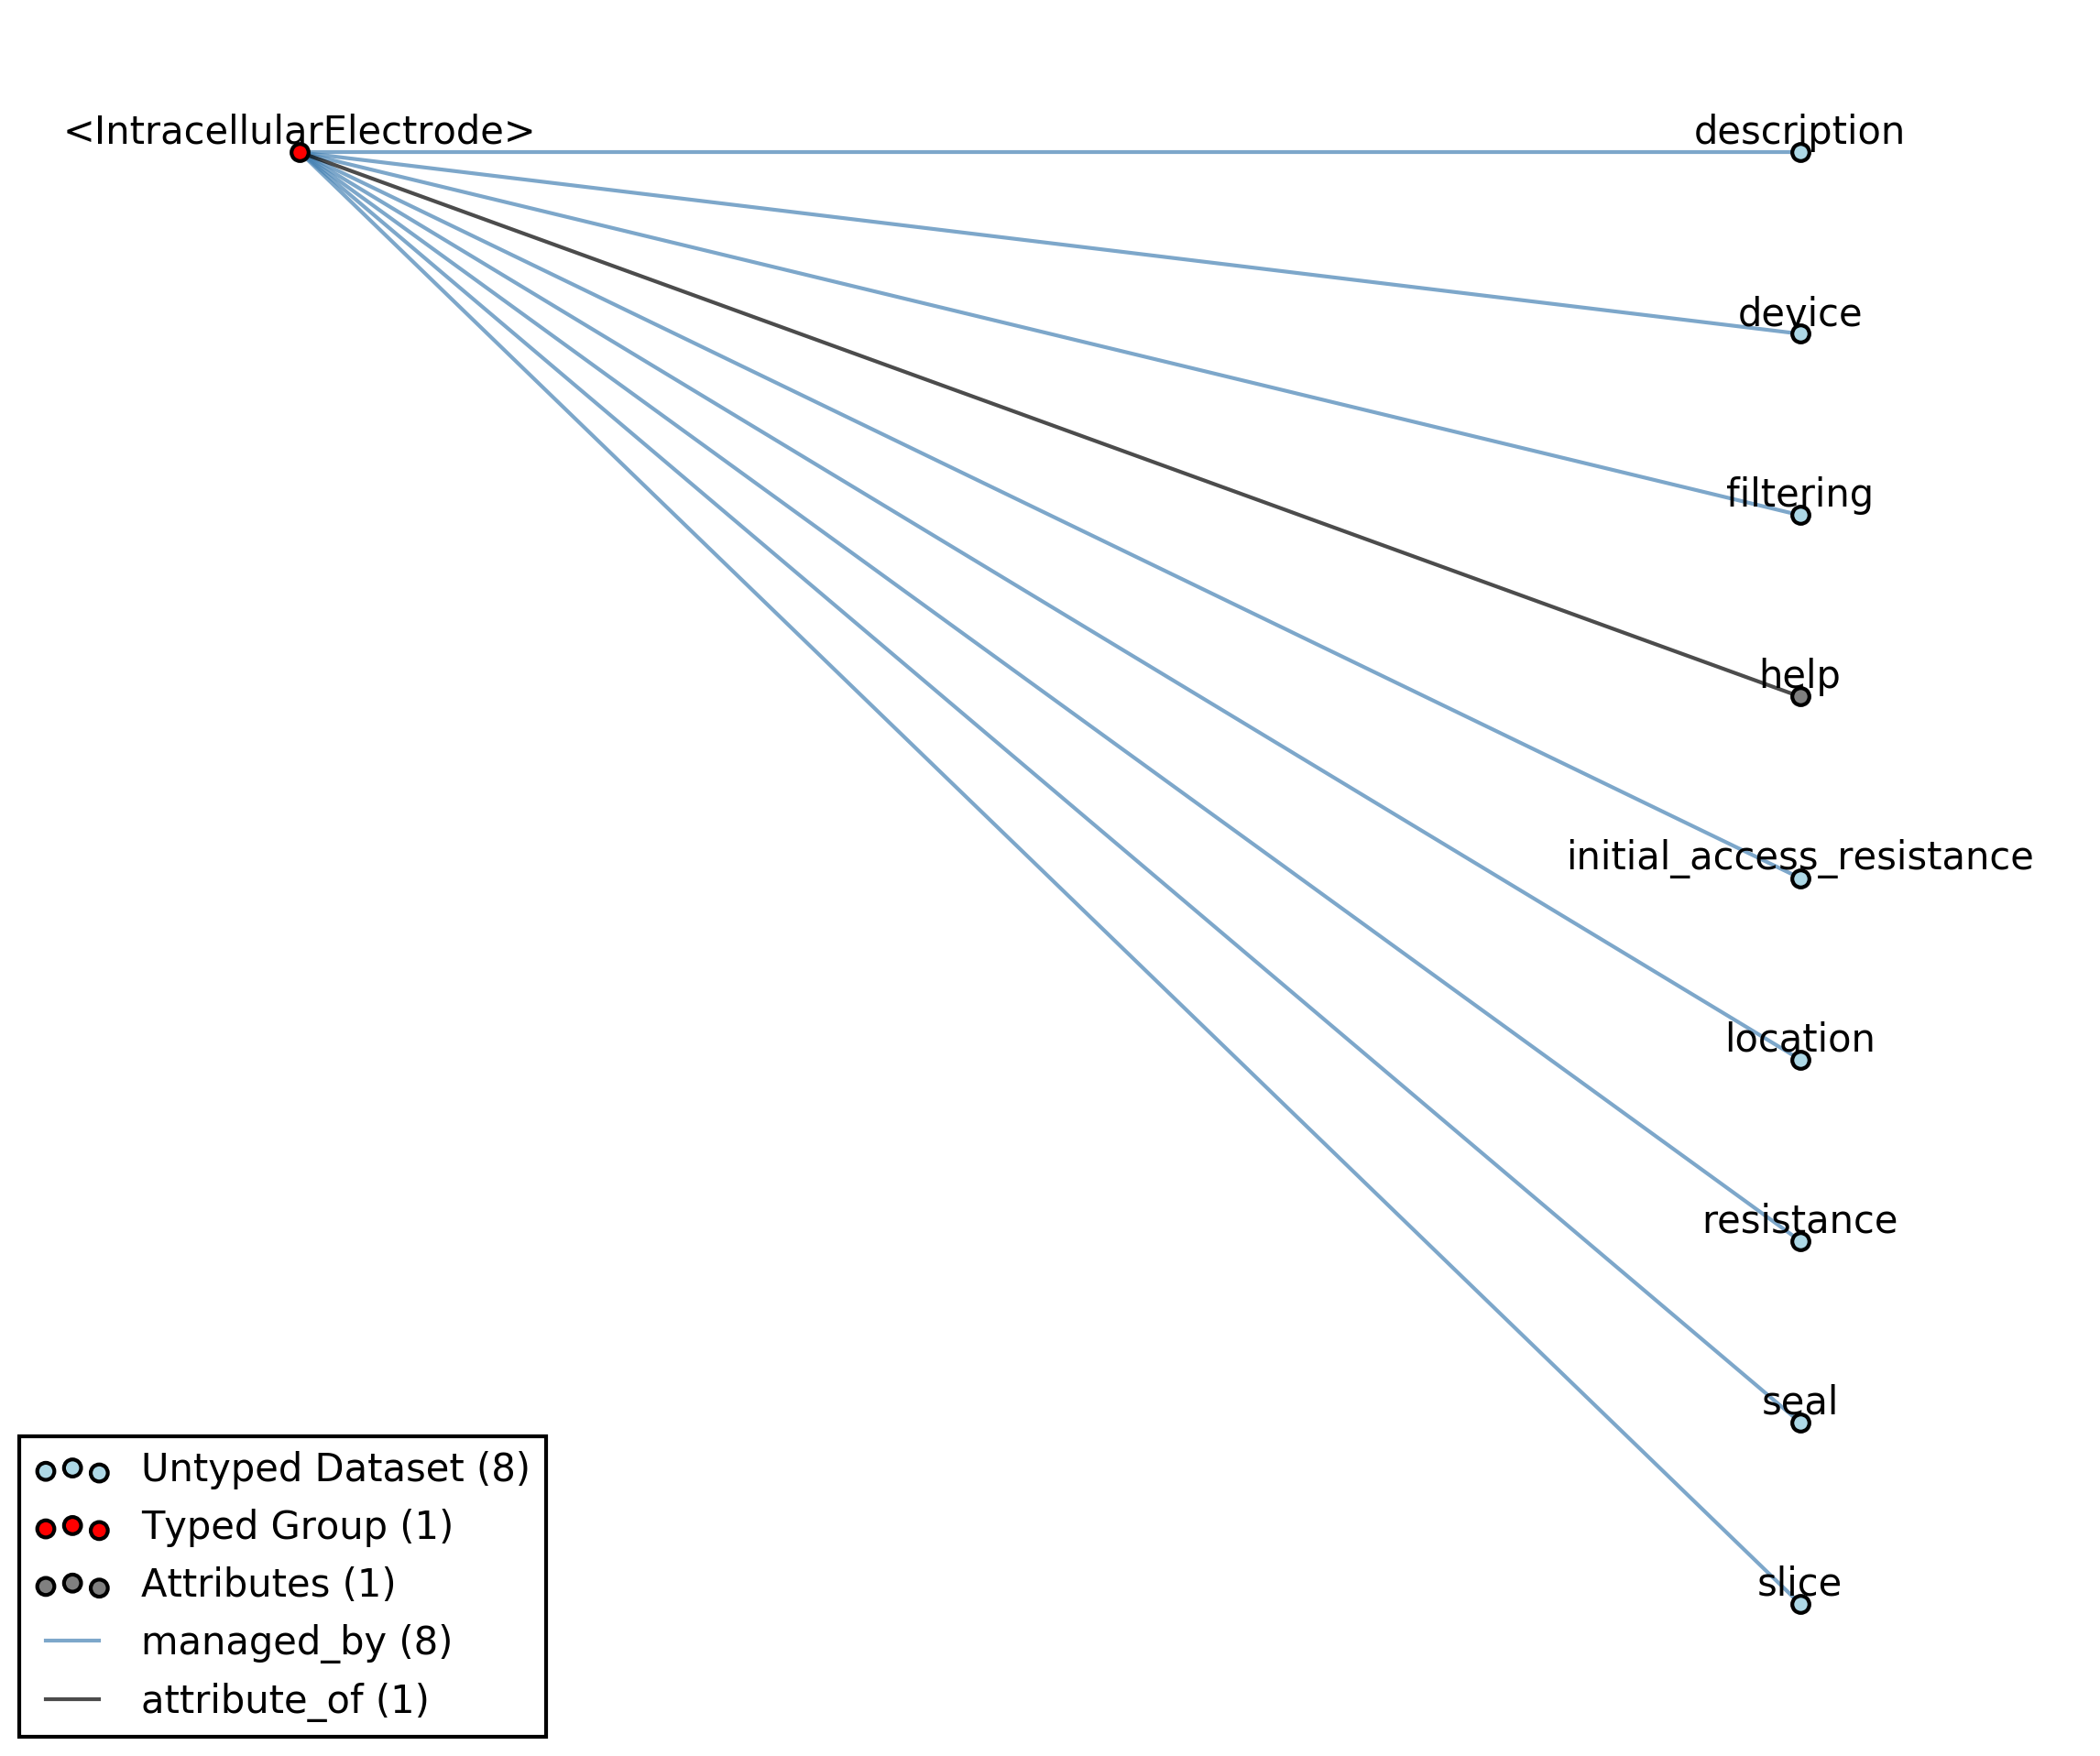 <IntracellularElectrode>
description
device
filtering
help
initial_access_resistance
location
resistance
seal
slice
Untyped Dataset (8)
Typed Group (1)
Attributes (1)
managed_by (8)
attribute_of (1)